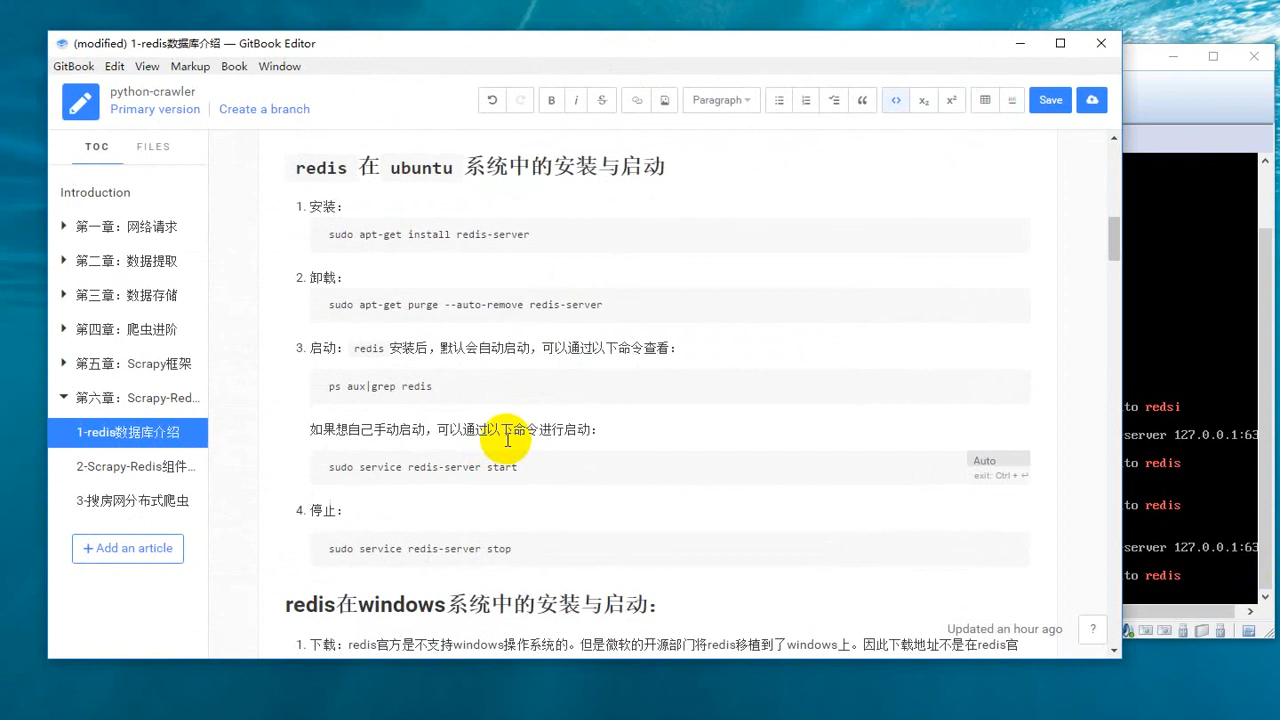 (modified) 1-redis数据库介绍 — GitBook Editor
GitBook Edit View Markup Book Window
python-crawler
Primary version Create a branch
B i S Paragraph x₂ x² Save
TOC FILES
Introduction
第一章：网络请求
第二章：数据提取
第三章：数据存储
第四章：爬虫进阶
第五章：Scrapy框架
第六章：Scrapy-Red...
1-redis数据库介绍
2-Scrapy-Redis组件...
3-搜房网分布式爬虫
+ Add an article
redis 在 ubuntu 系统中的安装与启动
1. 安装：
sudo apt-get install redis-server
2. 卸载：
sudo apt-get purge --auto-remove redis-server
3. 启动：redis 安装后，默认会自动启动，可以通过以下命令查看：
ps aux|grep redis
如果想自己手动启动，可以通过以下命令进行启动：
sudo service redis-server start
Auto
exit: Ctrl + ↵
4. 停止：
sudo service redis-server stop
redis在windows系统中的安装与启动：
Updated an hour ago
?
1. 下载：redis官方是不支持windows操作系统的。但是微软的开源部门将redis移植到了windows上。因此下载地址不是在redis官
to redsi
server 127.0.0.1:63
to redis
to redis
server 127.0.0.1:63
to redis